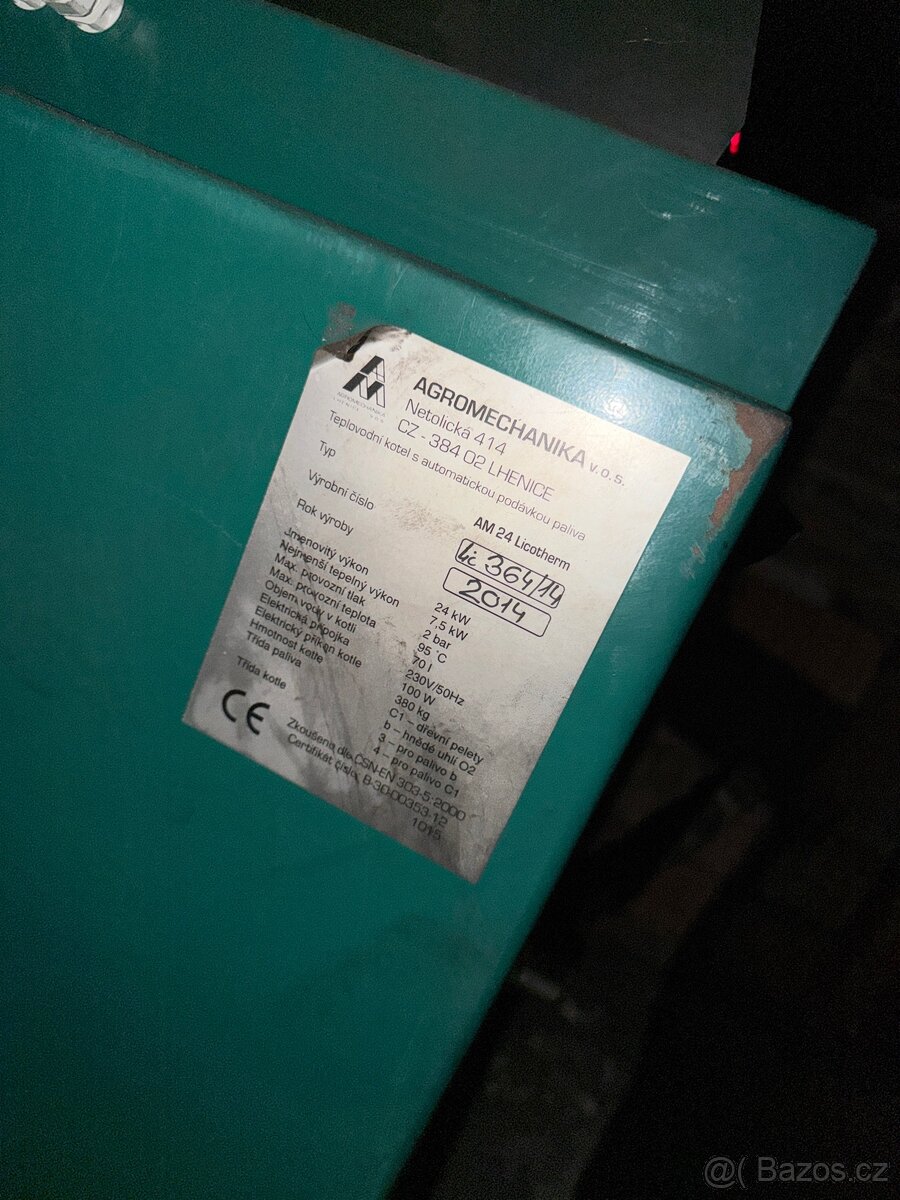 AGROMECHANIKA v.o.s.
Netolická 414
CZ - 384 02 LHENICE
AGROMECHANIKA
Teplovodní kotel s automatickou podávkou paliva
Typ AM 24 Licotherm
Výrobní číslo Lic 364/14
Rok výroby 2014
Jmenovitý výkon 24 kW
Nejmenší tepelný výkon 7,5 kW
Max. provozní tlak 2 bar
Max. provozní teplota 95 °C
Objem vody v kotli 70 l
Elektrická přípojka 230V/50Hz
Elektrický příkon kotle 100 W
Hmotnost kotle 380 kg
Třída paliva C1 – dřevní pelety
b – hnědé uhlí O2
Třída kotle 3 – pro palivo b
4 – pro palivo C1
CE Zkoušeno dle ČSN-EN 303-5:2000
Certifikát číslo: B-30-00353-12
1015
@( Bazos.cz